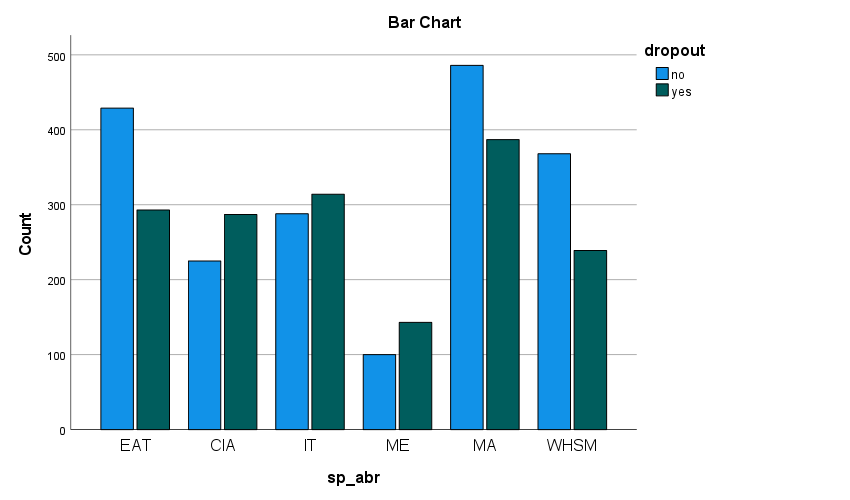 Bar Chart
dropout
no
yes
500
400
300
200
100
0
Count
EAT CIA IT ME MA WHSM
sp_abr